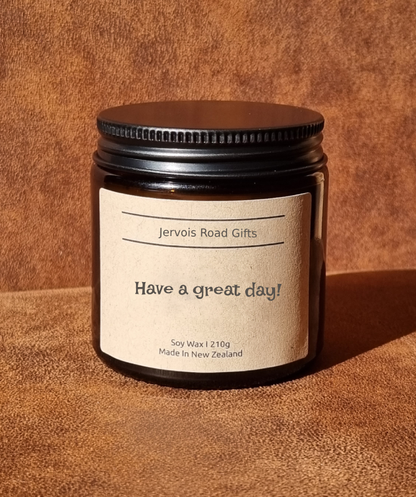 Jervois Road Gifts
Have a great day!
Soy Wax I 210g
Made In New Zealand